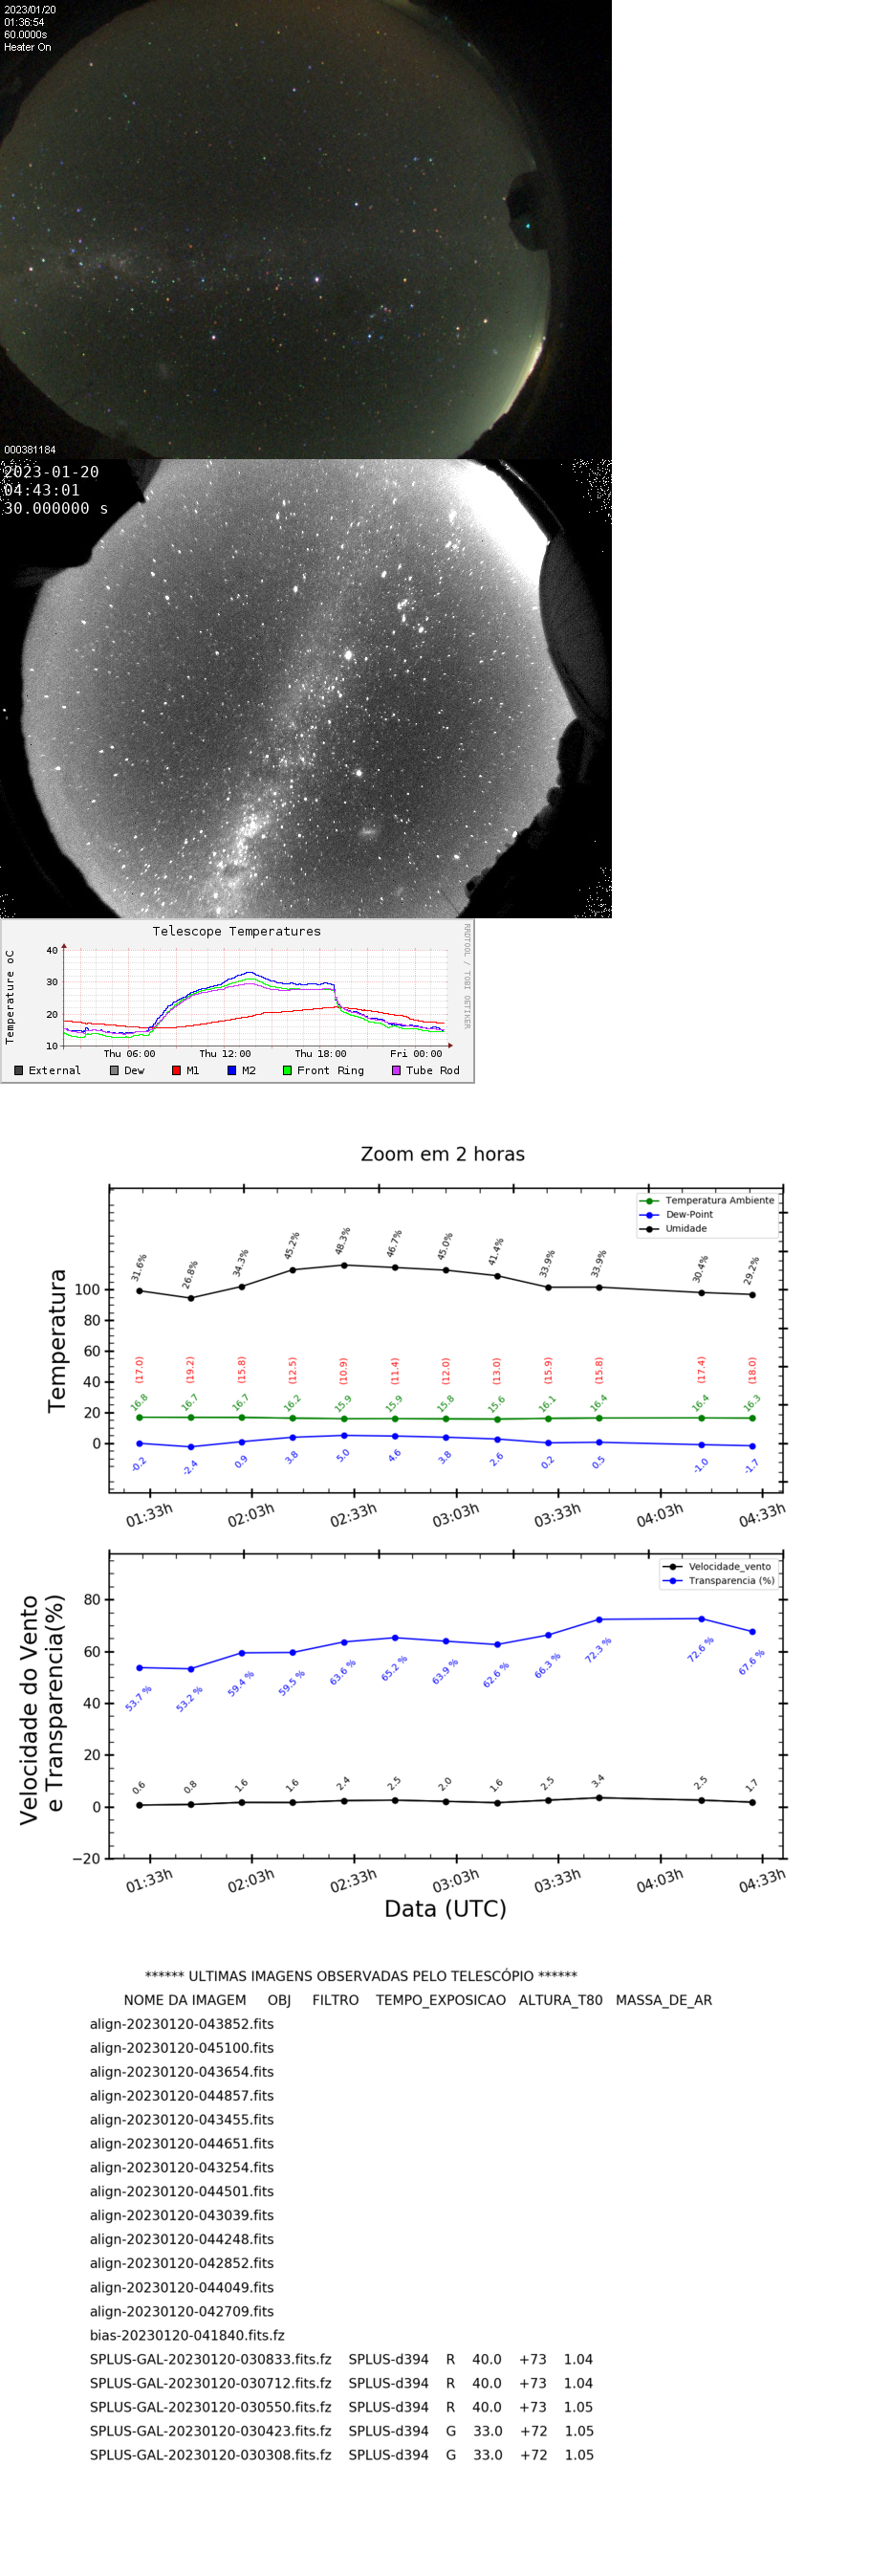 2023/01/20
01:36:54
60.0000s
Heater On
000381184
2023-01-20
04:43:01
30.000000 s
Telescope Temperatures
Temperature oC
40
30
20
10
Thu 06:00 Thu 12:00 Thu 18:00 Fri 00:00
External Dew M1 M2 Front Ring Tube Rod
RRDTOOL / TOBI OETIKER
Zoom em 2 horas
Temperatura Ambiente
Dew-Point
Umidade
Temperatura
100
80
60
40
20
0
31.6% 26.8% 34.3% 45.2% 48.3% 46.7% 45.0% 41.4% 33.9% 33.9% 30.4% 29.2%
(17.0) (19.2) (15.8) (12.5) (10.9) (11.4) (12.0) (13.0) (15.9) (15.8) (17.4) (18.0)
16.8 16.7 16.7 16.2 15.9 15.9 15.8 15.6 16.1 16.4 16.4 16.3
-0.2 -2.4 0.9 3.8 5.0 4.6 3.8 2.6 0.2 0.5 -1.0 -1.7
01:33h 02:03h 02:33h 03:03h 03:33h 04:03h 04:33h
Velocidade_vento
Transparencia (%)
Velocidade do Vento
e Transparencia(%)
80
60
40
20
0
−20
53.7 % 53.2 % 59.4 % 59.5 % 63.6 % 65.2 % 63.9 % 62.6 % 66.3 % 72.3 % 72.6 % 67.6 %
0.6 0.8 1.6 1.6 2.4 2.5 2.0 1.6 2.5 3.4 2.5 1.7
01:33h 02:03h 02:33h 03:03h 03:33h 04:03h 04:33h
Data (UTC)
****** ULTIMAS IMAGENS OBSERVADAS PELO TELESCÓPIO ******
NOME DA IMAGEM OBJ FILTRO TEMPO_EXPOSICAO ALTURA_T80 MASSA_DE_AR
align-20230120-043852.fits
align-20230120-045100.fits
align-20230120-043654.fits
align-20230120-044857.fits
align-20230120-043455.fits
align-20230120-044651.fits
align-20230120-043254.fits
align-20230120-044501.fits
align-20230120-043039.fits
align-20230120-044248.fits
align-20230120-042852.fits
align-20230120-044049.fits
align-20230120-042709.fits
bias-20230120-041840.fits.fz
SPLUS-GAL-20230120-030833.fits.fz SPLUS-d394 R 40.0 +73 1.04
SPLUS-GAL-20230120-030712.fits.fz SPLUS-d394 R 40.0 +73 1.04
SPLUS-GAL-20230120-030550.fits.fz SPLUS-d394 R 40.0 +73 1.05
SPLUS-GAL-20230120-030423.fits.fz SPLUS-d394 G 33.0 +72 1.05
SPLUS-GAL-20230120-030308.fits.fz SPLUS-d394 G 33.0 +72 1.05